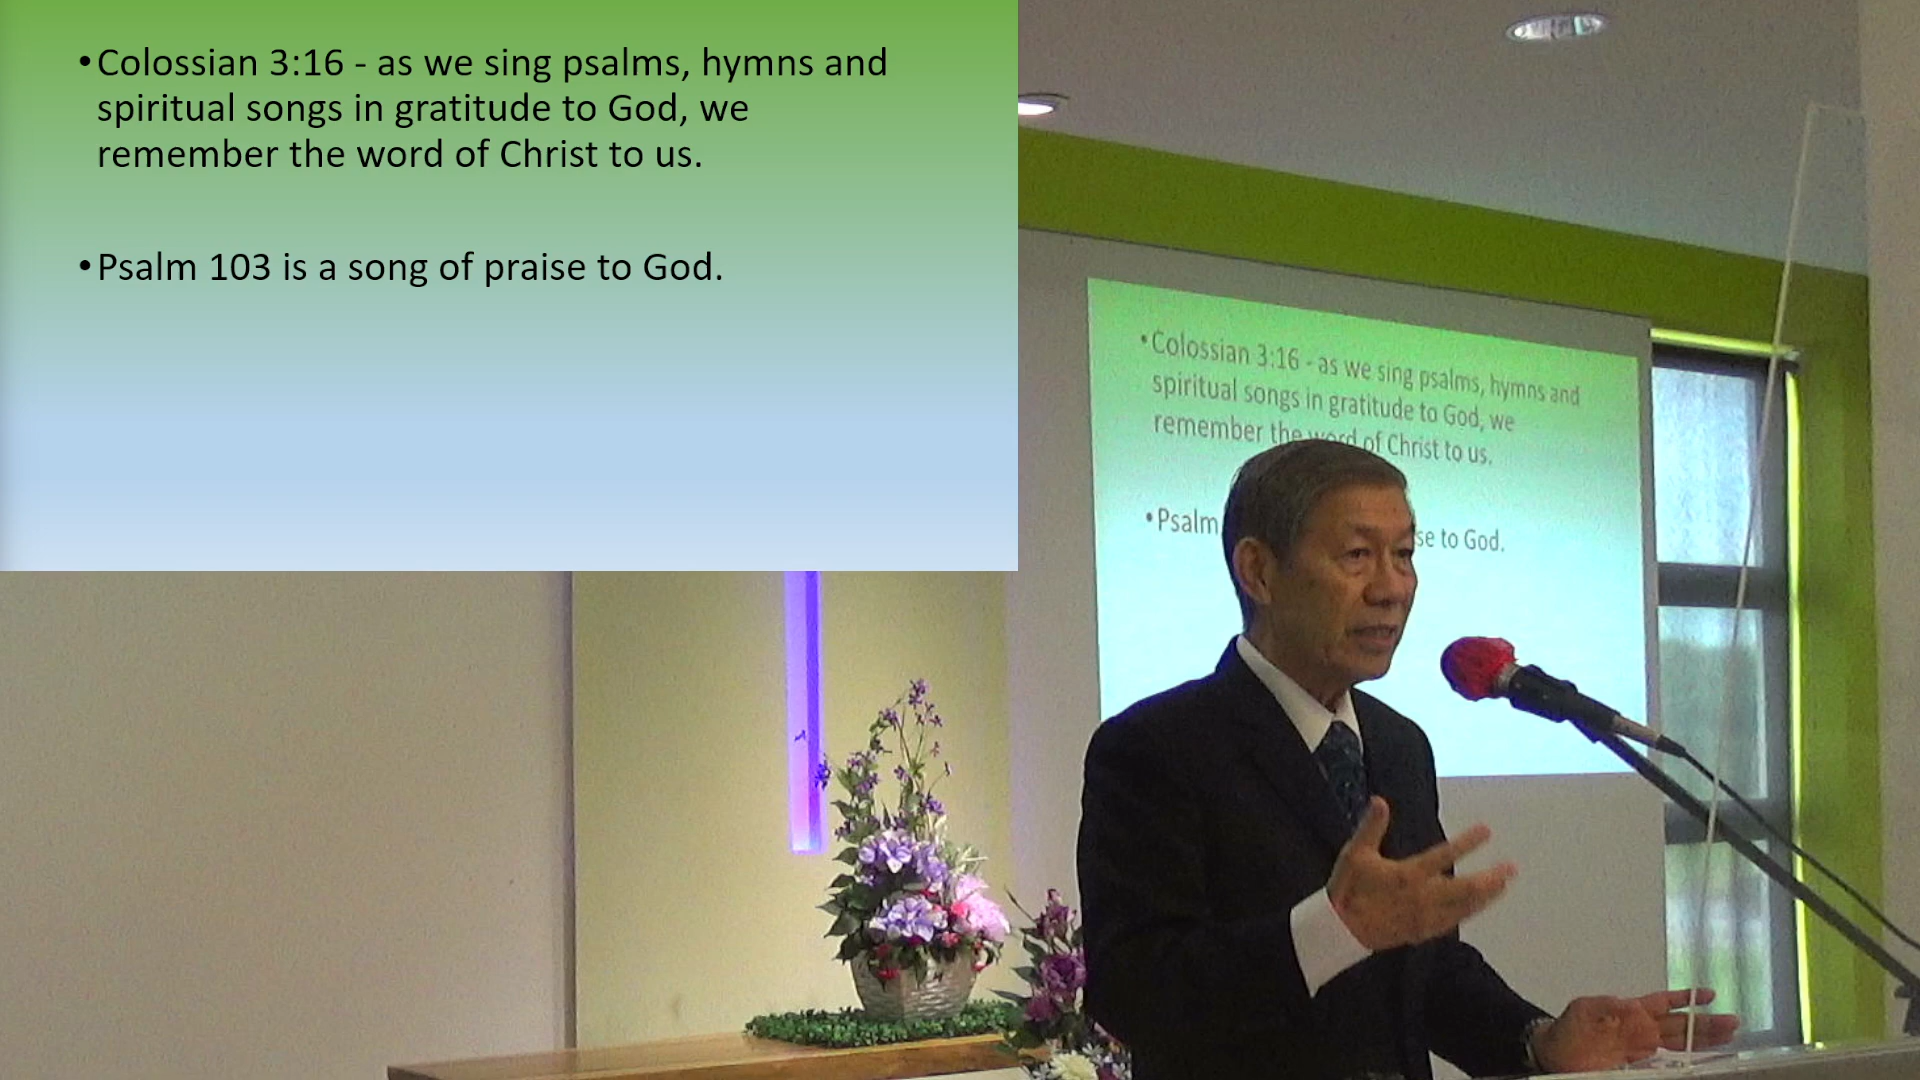 •Colossian 3:16 - as we sing psalms, hymns and
spiritual songs in gratitude to God, we
remember the word of Christ to us.
•Psalm 103 is a song of praise to God.
•Colossian 3:16 - as we sing psalms, hymns and
spiritual songs in gratitude to God, we
remember the word of Christ to us.
•Psalm se to God.